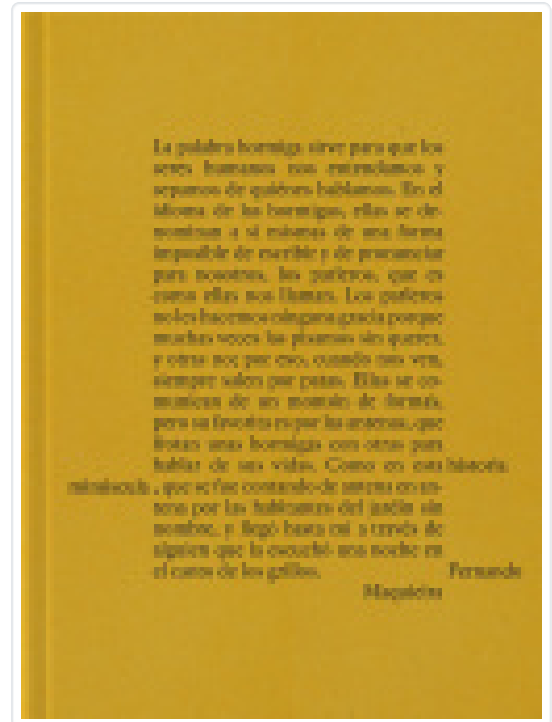 La palabra hormiga sirve para que los
seres humanos nos entendamos y
sepamos de quiénes hablamos. En el
idioma de las hormigas, ellas se de-
nominan a sí mismas de una forma
imposible de escribir y de pronunciar
para nosotros, los pateros, que es
como ellas nos llaman. Los pateros
no les hacemos ninguna gracia porque
muchas veces las pisamos sin querer,
y otras no; por eso, cuando nos ven,
siempre salen por patas. Ellas se co-
munican de un montón de formas,
pero su favorita es por las antenas, que
frotan unas hormigas con otras para
hablar de sus vidas. Como en esta historia
minúscula, que se fue contando de antena en an-
tena por los habitantes del jardín sin
nombre, y llegó hasta mí a través de
alguien que la escuchó una noche en
el canto de los grillos. Fernando
Maquieira